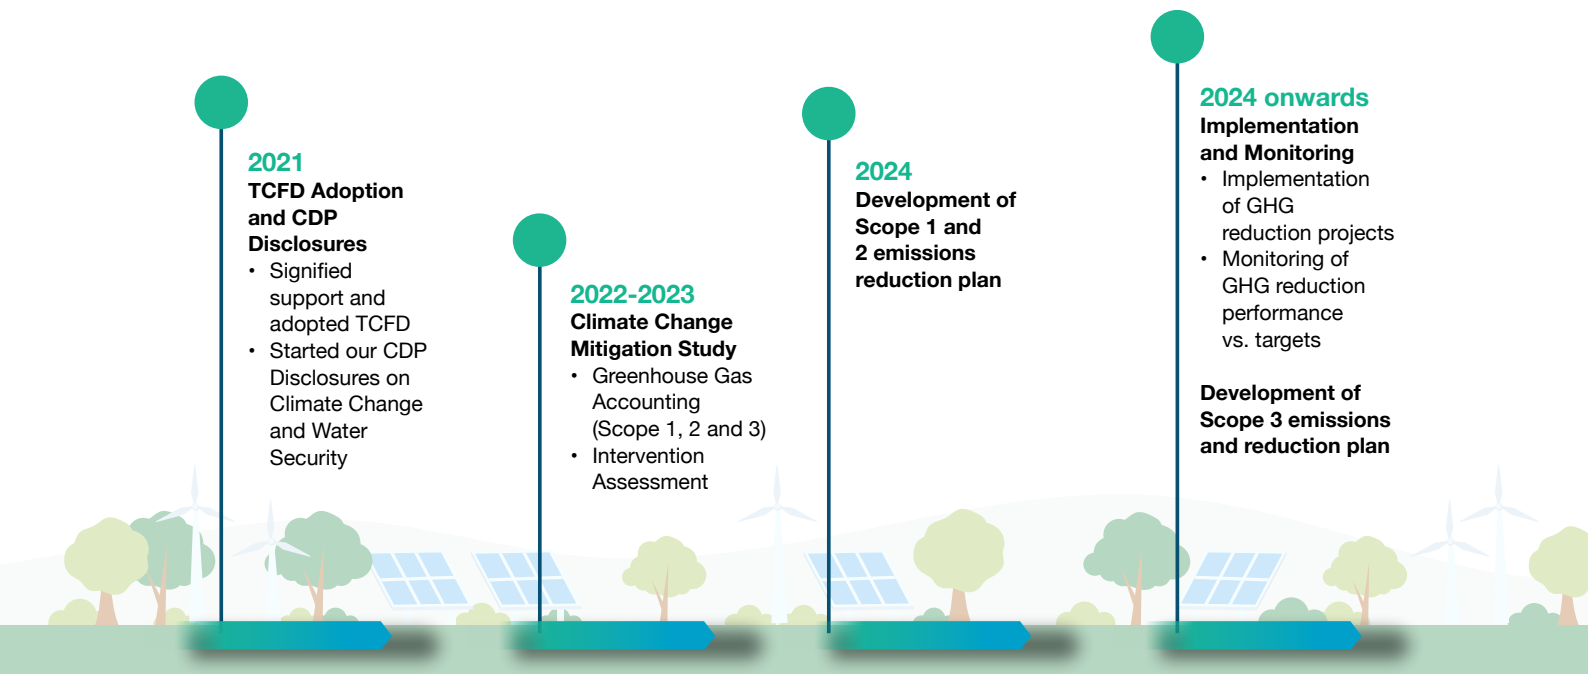 2021
TCFD Adoption
and CDP
Disclosures
• Signified
support and
adopted TCFD
• Started our CDP
Disclosures on
Climate Change
and Water
Security
2022-2023
Climate Change
Mitigation Study
• Greenhouse Gas
Accounting
(Scope 1, 2 and 3)
• Intervention
Assessment
2024
Development of
Scope 1 and
2 emissions
reduction plan
2024 onwards
Implementation
and Monitoring
• Implementation
of GHG
reduction projects
• Monitoring of
GHG reduction
performance
vs. targets
Development of
Scope 3 emissions
and reduction plan